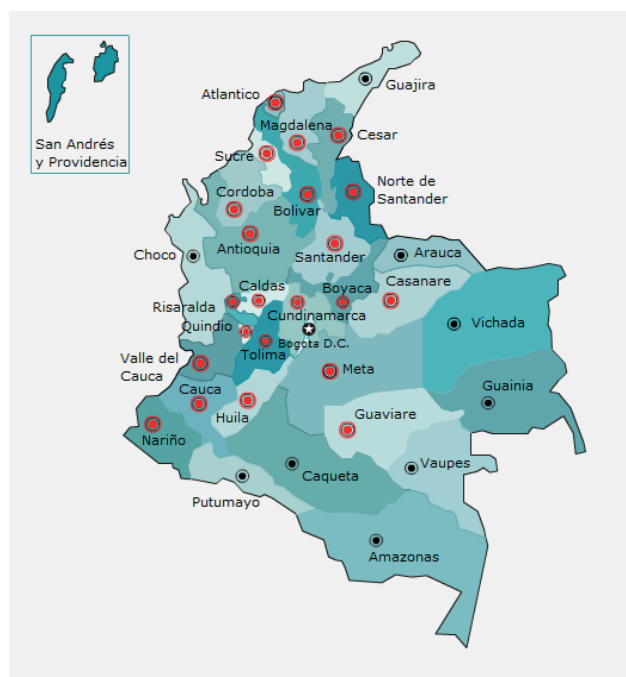 Guajira
Atlantico
Magdalena
Cesar
San Andrés
y Providencia
Sucre
Norte de
Santander
Cordoba
Bolivar
Antioquia
Choco
Santander
Arauca
Caldas
Boyaca
Casanare
Risaralda
Cundinamarca
Quindio
Vichada
Bogota D.C.
Tolima
Valle del
Cauca
Meta
Guainia
Cauca
Huila
Guaviare
Nariño
Vaupes
Caqueta
Putumayo
Amazonas